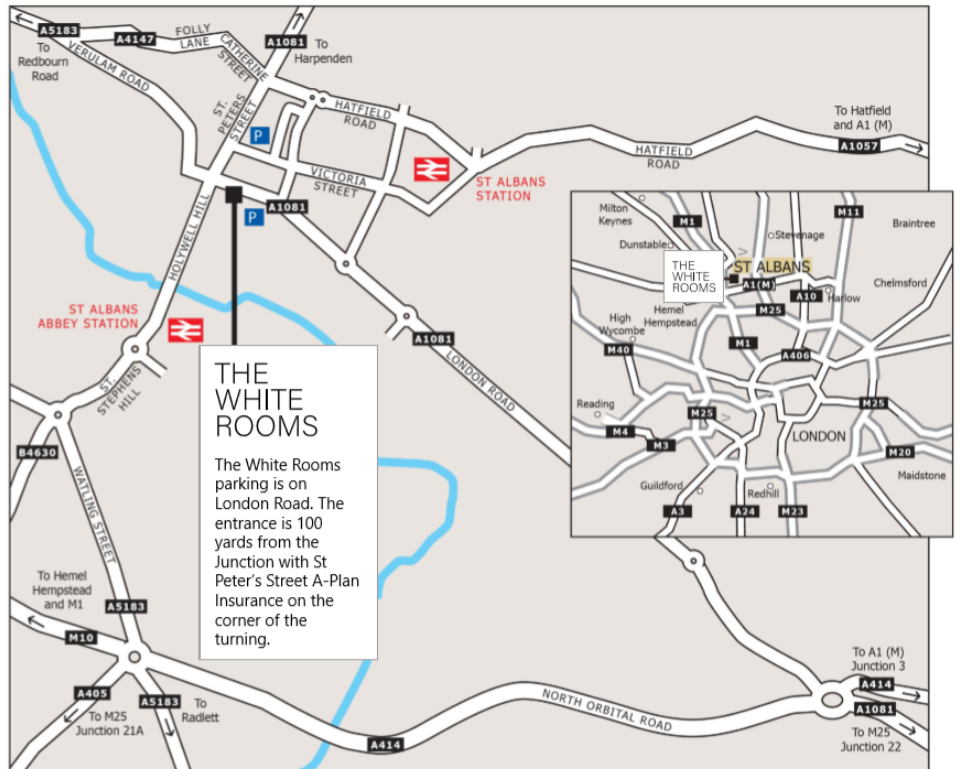 A5183
To
Redbourn
Road
A4147
FOLLY
LANE
CATHERINE
STREET
VERULAM ROAD
A1081
To
Harpenden
ST.
PETERS
STREET
P
HATFIELD
ROAD
VICTORIA
STREET
ST ALBANS
STATION
HATFIELD
ROAD
To Hatfield
and A1 (M)
A1057
A1081
P
HOLYWELL HILL
ST ALBANS
ABBEY STATION
ST.
STEPHENS
HILL
A1081
LONDON ROAD
B4630
WATLING STREET
THE
WHITE
ROOMS
The White Rooms
parking is on
London Road. The
entrance is 100
yards from the
Junction with St
Peter's Street A-Plan
Insurance on the
corner of the
turning.
To Hemel
Hempstead
and M1
A5183
M10
A405
To M25
Junction 21A
A5183
To
Radlett
A414
NORTH ORBITAL ROAD
To A1 (M)
Junction 3
A414
A1081
To M25
Junction 22
Milton
Keynes
M1
M11
Braintree
Stevenage
Dunstable
THE
WHITE
ROOMS
ST ALBANS
A1(M)
Chelmsford
A10
Harlow
Hemel
Hempstead
M25
High
Wycombe
M40
M1
A406
Reading
M25
M25
M4
M3
LONDON
M20
Maidstone
Guildford
Redhill
A3
A24
M23